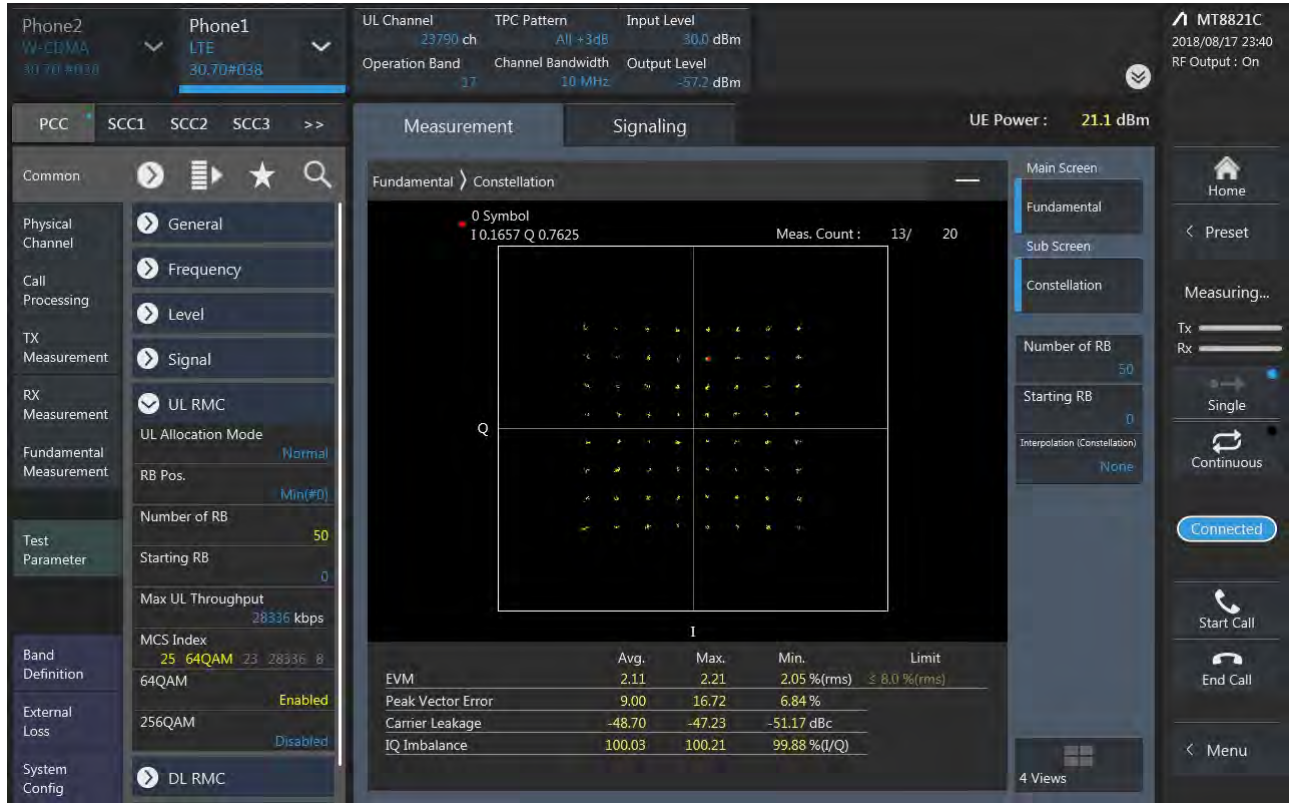 Phone2
W-CDMA
30.70 #038
Phone1
LTE
30.70#038
UL Channel
23790 ch
TPC Pattern
All +3dB
Input Level
30.0 dBm
Operation Band
17
Channel Bandwidth
10 MHz
Output Level
-57.2 dBm
MT8821C
2018/08/17 23:40
RF Output : On
PCC SCC1 SCC2 SCC3 >>
Measurement
Signaling
UE Power : 21.1 dBm
Common
Physical
Channel
Call
Processing
TX
Measurement
RX
Measurement
Fundamental
Measurement
Test
Parameter
Band
Definition
External
Loss
System
Config
General
Frequency
Level
Signal
UL RMC
UL Allocation Mode
Normal
RB Pos.
Min(#0)
Number of RB
50
Starting RB
0
Max UL Throughput
28336 kbps
MCS Index
25 64QAM 23 28336 8
64QAM
Enabled
256QAM
Disabled
DL RMC
Fundamental 〉 Constellation
0 Symbol
I 0.1657 Q 0.7625
Meas. Count : 13/ 20
Q
I
Avg. Max. Min. Limit
EVM 2.11 2.21 2.05 %(rms) ≤ 8.0 %(rms)
Peak Vector Error 9.00 16.72 6.84 %
Carrier Leakage -48.70 -47.23 -51.17 dBc
IQ Imbalance 100.03 100.21 99.88 %(I/Q)
Main Screen
Fundamental
Sub Screen
Constellation
Number of RB
50
Starting RB
0
Interpolation (Constellation)
None
4 Views
Home
< Preset
Measuring...
Tx
Rx
Single
Continuous
Connected
Start Call
End Call
< Menu